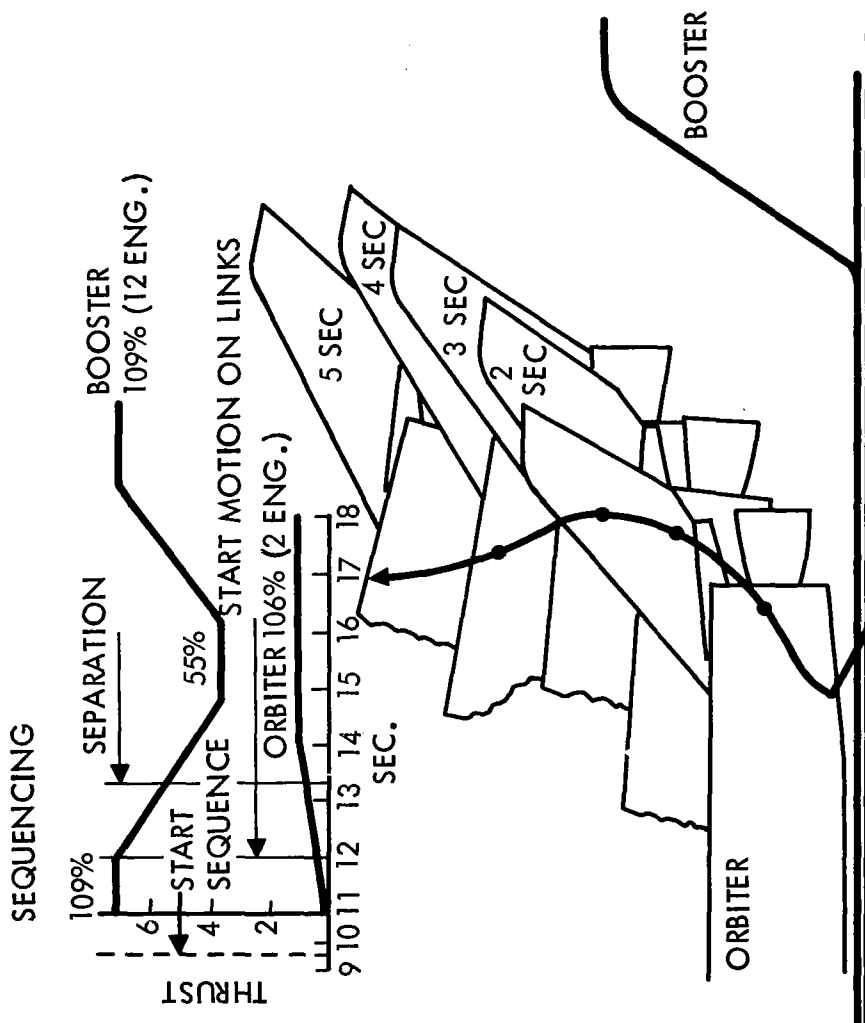 SEQUENCING
SEPARATION
BOOSTER
109% (12 ENG.)
109%
55%
START
SEQUENCE
START MOTION ON LINKS
ORBITER 106% (2 ENG.)
THRUST
6
4
2
9 10 11 12 13 14 15 16 17 18
SEC.
5 SEC
4 SEC
3 SEC
2
SEC
ORBITER
BOOSTER